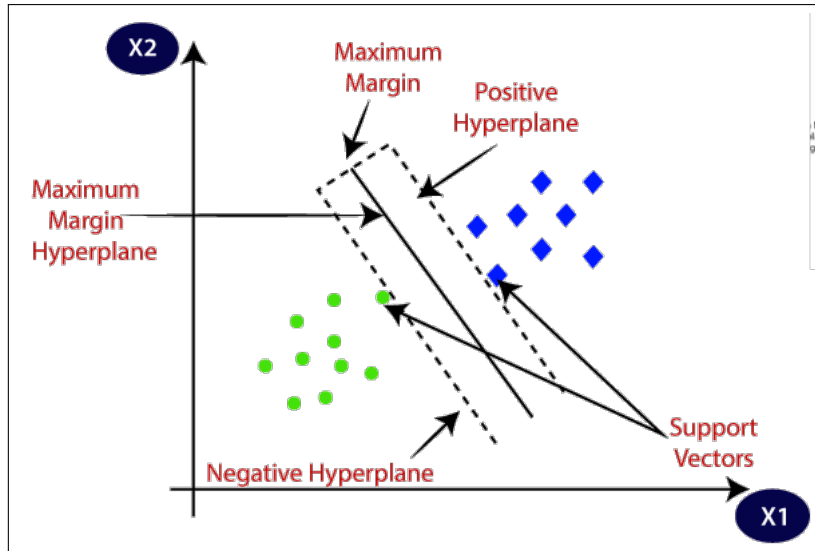 X2
Maximum
Margin
Positive
Hyperplane
Maximum
Margin
Hyperplane
Support
Vectors
Negative Hyperplane
X1